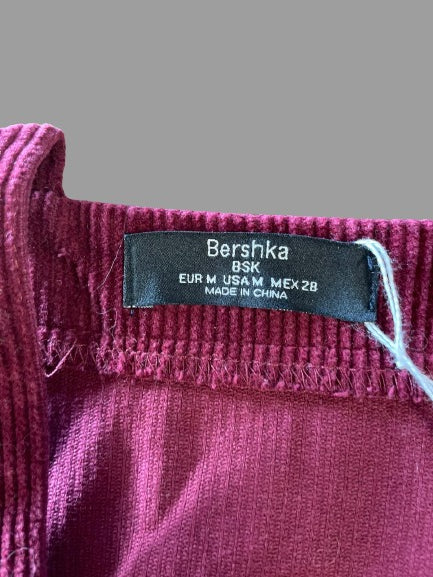 Bershka
BSK
EUR M USA M MEX 28
MADE IN CHINA